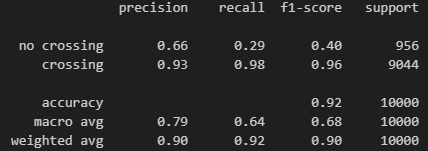 precision recall f1-score support
no crossing 0.66 0.29 0.40 956
crossing 0.93 0.98 0.96 9044
accuracy 0.92 10000
macro avg 0.79 0.64 0.68 10000
weighted avg 0.90 0.92 0.90 10000